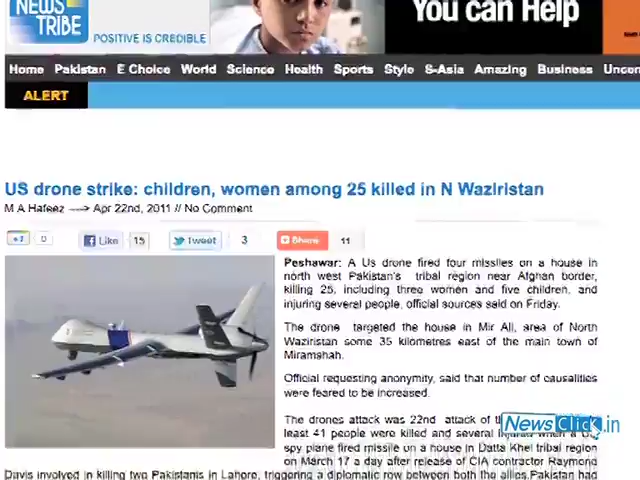 NEWS
TRIBE
POSITIVE IS CREDIBLE
You can Help
Home Pakistan E Choice World Science Health Sports Style S-Asia Amazing Business
ALERT
US drone strike: children, women among 25 killed in N Waziristan
M A Hafeez —> Apr 22nd, 2011 // No Comment
+1 0 Like 15 Tweet 3 Share 11
Peshawar: A Us drone fired four missiles on a house in
north west Pakistan's tribal region near Afghan border,
killing 25, including three women and five children, and
injuring several people, official sources said on Friday.
The drone targeted the house in Mir Ali, area of North
Waziristan some 35 kilometres east of the main town of
Miramshah.
Official requesting anonymity, said that number of causalities
were feared to be increased.
The drones attack was 22nd attack of
least 41 people were killed and several injured when a
NewsClick.in
spy plane fired missile on a house in Datta Khel tribal region
on March 17 a day after release of CIA contractor Raymond
Davis involved in killing two Pakistanis in Lahore, triggering a diplomatic row between both the allies.Pakistan had